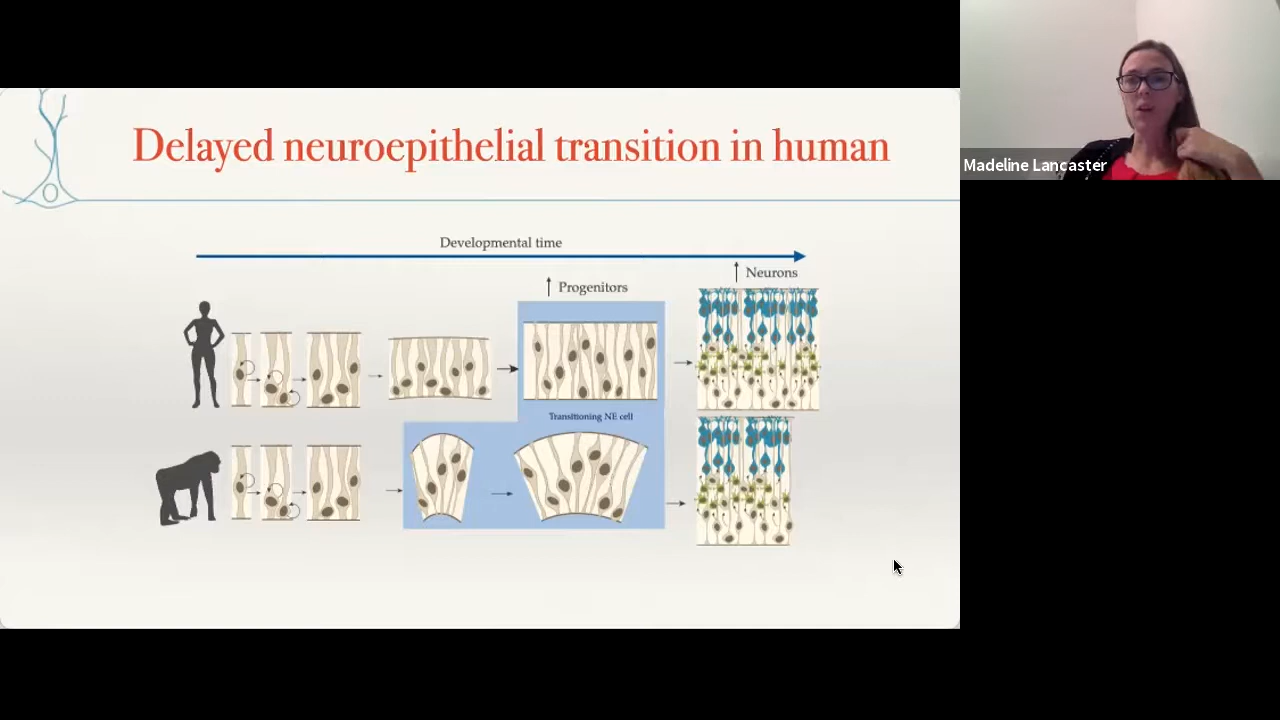 Delayed neuroepithelial transition in human
Madeline Lancaster
Developmental time
↑ Neurons
↑ Progenitors
Transitioning NE cell